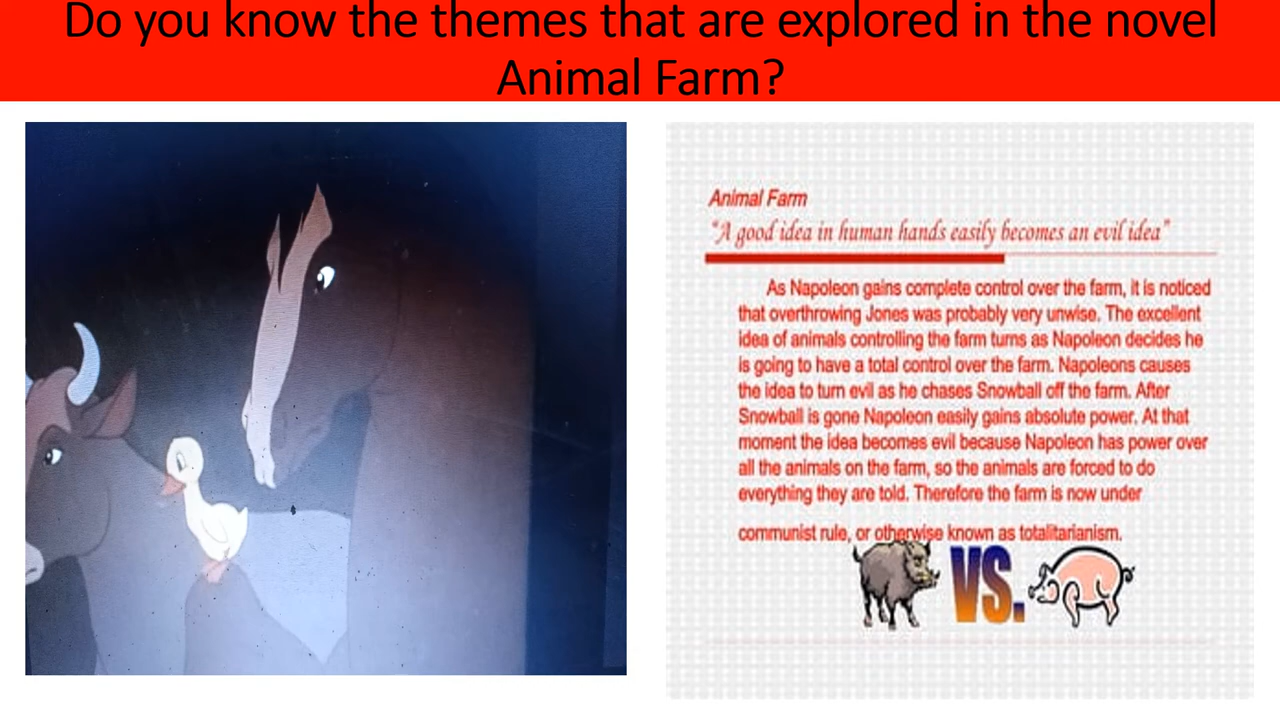 Do you know the themes that are explored in the novel
Animal Farm?
Animal Farm
“A good idea in human hands easily becomes an evil idea”
As Napoleon gains complete control over the farm, it is noticed
that overthrowing Jones was probably very unwise. The excellent
idea of animals controlling the farm turns as Napoleon decides he
is going to have a total control over the farm. Napoleons causes
the idea to turn evil as he chases Snowball off the farm. After
Snowball is gone Napoleon easily gains absolute power. At that
moment the idea becomes evil because Napoleon has power over
all the animals on the farm, so the animals are forced to do
everything they are told. Therefore the farm is now under
communist rule, or otherwise known as totalitarianism.
VS.